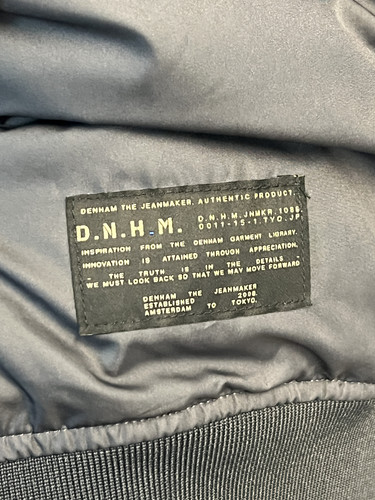 DENHAM THE JEANMAKER. AUTHENTIC PRODUCT.
D.N.H.M. D.N.H.M.JNMKR.1088
0011-15-1.TYO.JP.
INSPIRATION FROM THE DENHAM GARMENT LIBRARY.
INNOVATION IS ATTAINED THROUGH APPRECIATION.
- THE TRUTH IS IN THE DETAILS -
WE MUST LOOK BACK SO THAT WE MAY MOVE FORWARD
DENHAM THE JEANMAKER
ESTABLISHED 2008.
AMSTERDAM TO TOKYO.